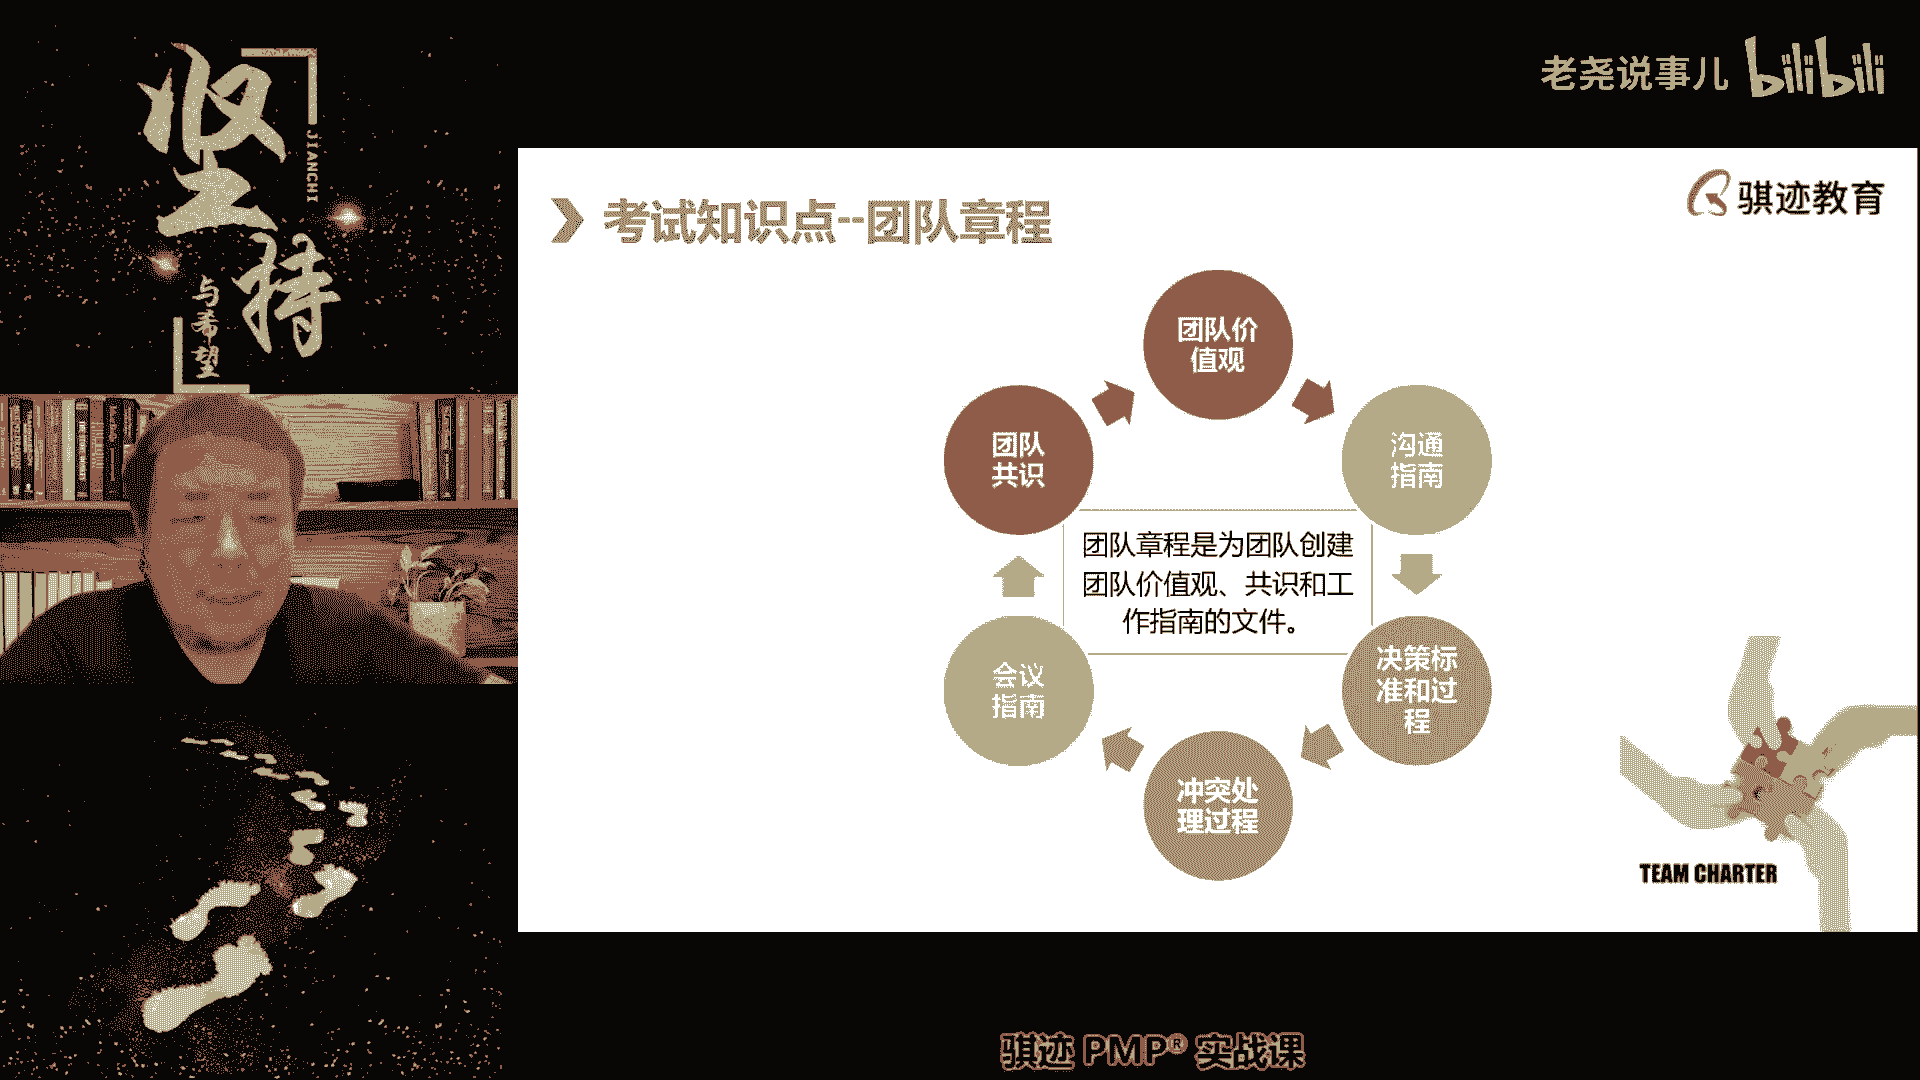 坚持
JIANCHI
与希望
老尧说事儿 bilibili
骐迹教育
考试知识点--团队章程
团队价
值观
沟通
指南
决策标
准和过
程
冲突处
理过程
会议
指南
团队
共识
团队章程是为团队创建
团队价值观、共识和工
作指南的文件。
TEAM CHARTER
骐迹 PMP® 实战课